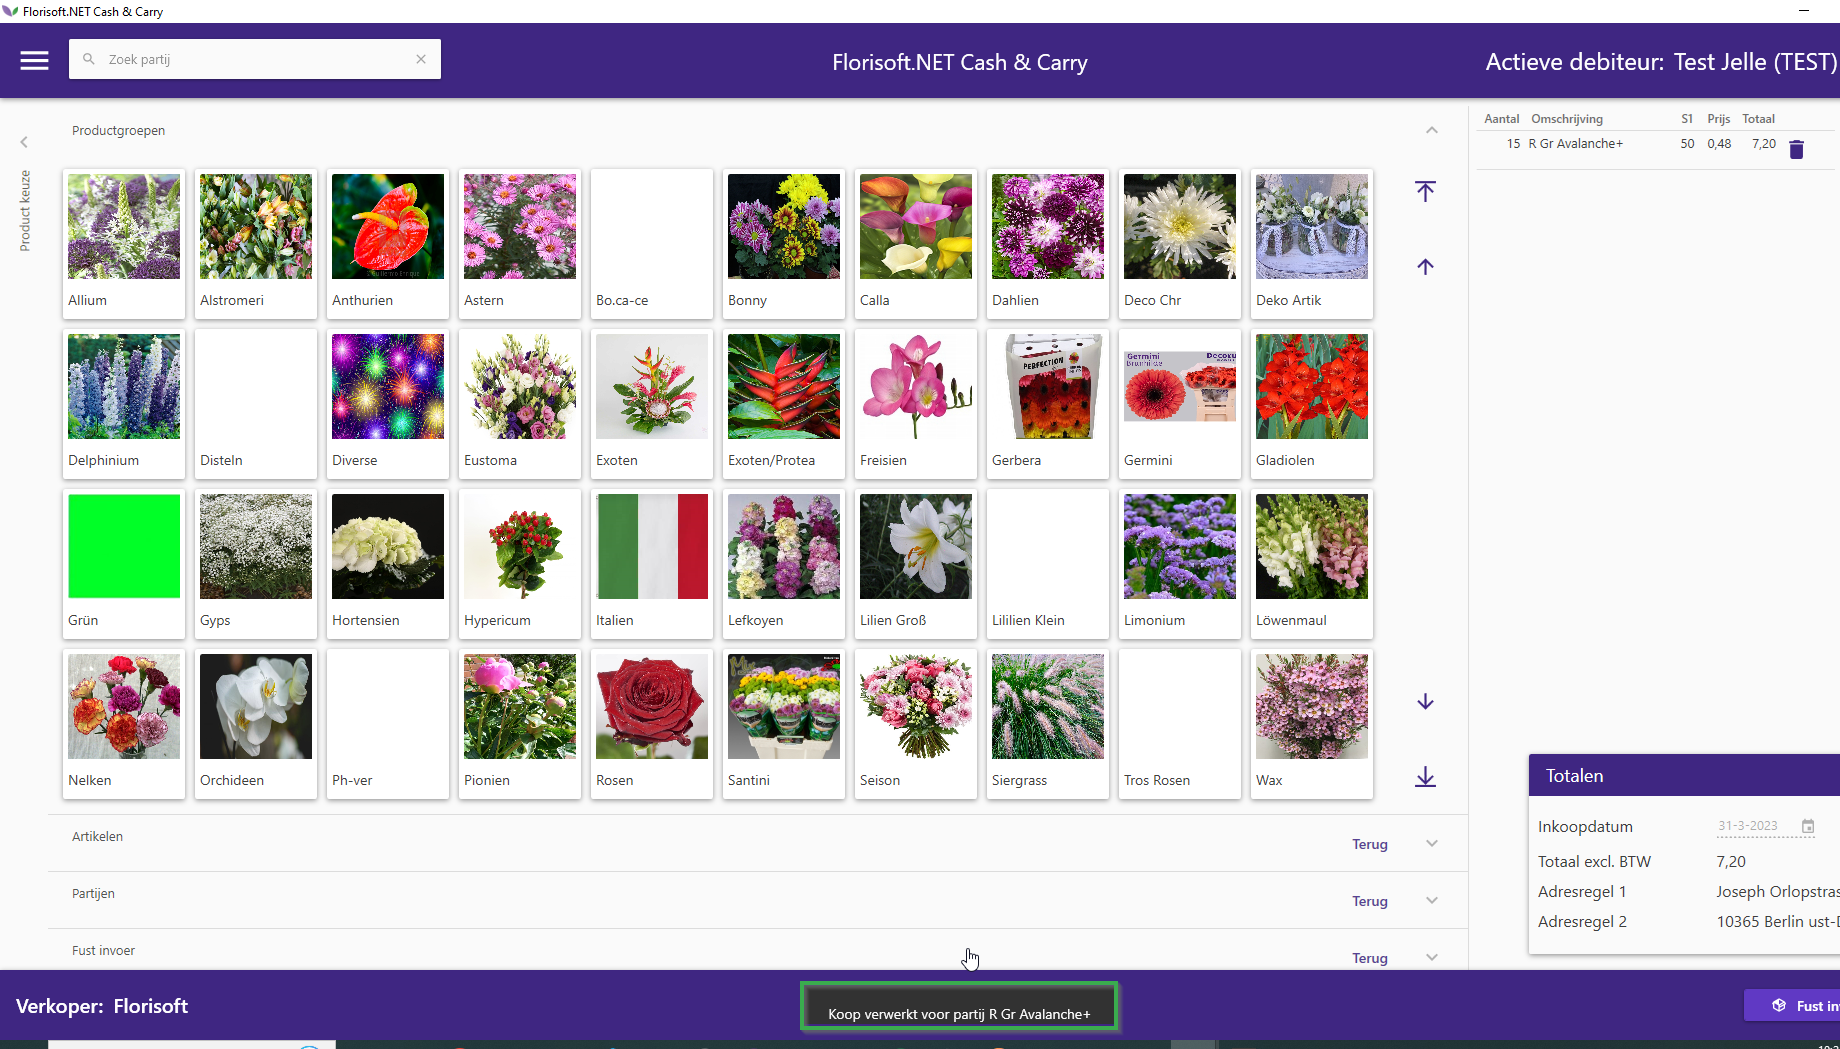 Florisoft.NET Cash & Carry
Zoek partij
Florisoft.NET Cash & Carry
Actieve debiteur: Test Jelle (TEST)
Product keuze
Productgroepen
Aantal Omschrijving S1 Prijs Totaal
15 R Gr Avalanche+ 50 0,48 7,20
Allium Alstromeri Anthurien Astern Bo.ca-ce Bonny Calla Dahlien Deco Chr Deko Artik
PERFECTION
Germini
Brunhilde
Decoru
Delphinium Disteln Diverse Eustoma Exoten Exoten/Protea Freisien Gerbera Germini Gladiolen
Grün Gyps Hortensien Hypericum Italien Lefkoyen Lilien Groß Lililien Klein Limonium Löwenmaul
Nelken Orchideen Ph-ver Pionien Rosen Santini Seison Siergrass Tros Rosen Wax
Artikelen Terug
Partijen Terug
Fust invoer Terug
Totalen
Inkoopdatum 31-3-2023
Totaal excl. BTW 7,20
Adresregel 1 Joseph Orlopstras
Adresregel 2 10365 Berlin ust-
Verkoper: Florisoft
Koop verwerkt voor partij R Gr Avalanche+
Fust in